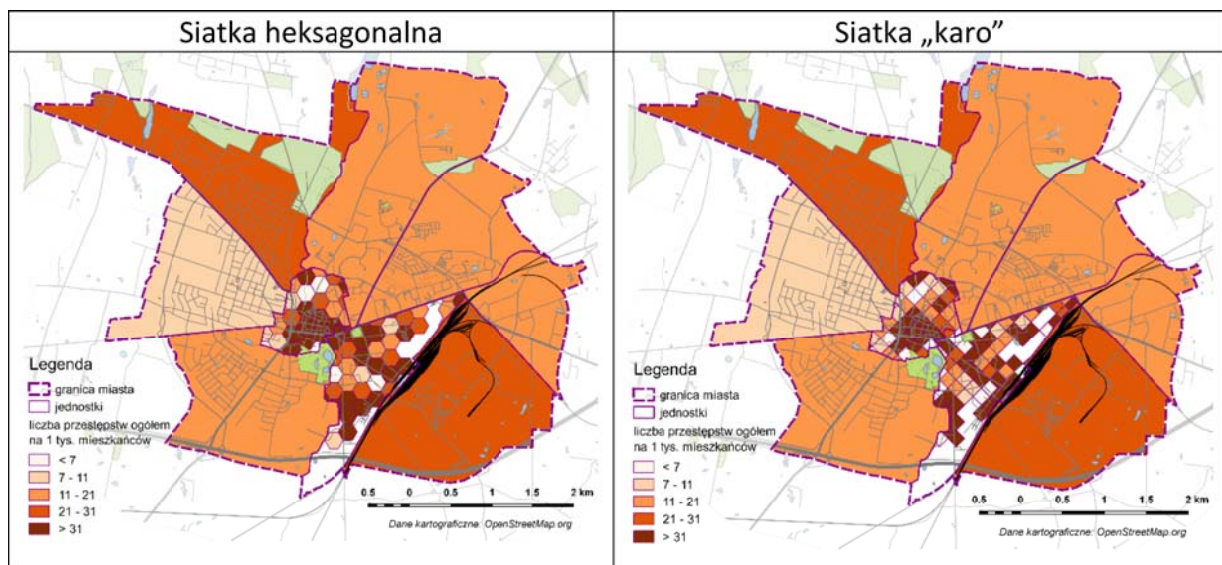 Siatka heksagonalna
Legenda
granica miasta
jednostki
liczba przestępstw ogółem
na 1 tys. mieszkańców
< 7
7 - 11
11 - 21
21 - 31
> 31
0.5 0 0.5 1 1.5 2 km
Dane kartograficzne: OpenStreetMap.org
Siatka „karo”
Legenda
granica miasta
jednostki
liczba przestępstw ogółem
na 1 tys. mieszkańców
< 7
7 - 11
11 - 21
21 - 31
> 31
0.5 0 0.5 1 1.5 2 km
Dane kartograficzne: OpenStreetMap.org